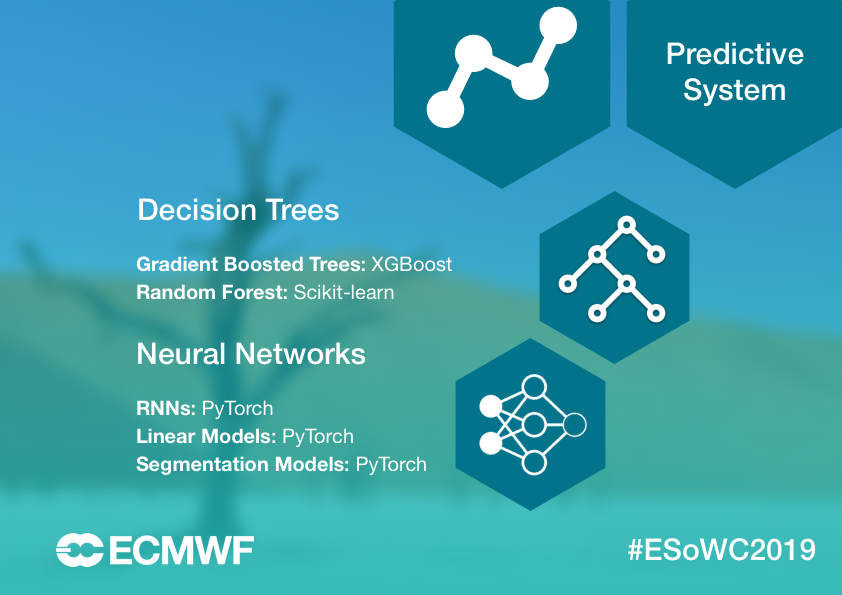 Predictive
System
Decision Trees
Gradient Boosted Trees: XGBoost
Random Forest: Scikit-learn
Neural Networks
RNNs: PyTorch
Linear Models: PyTorch
Segmentation Models: PyTorch
ECMWF
#ESoWC2019